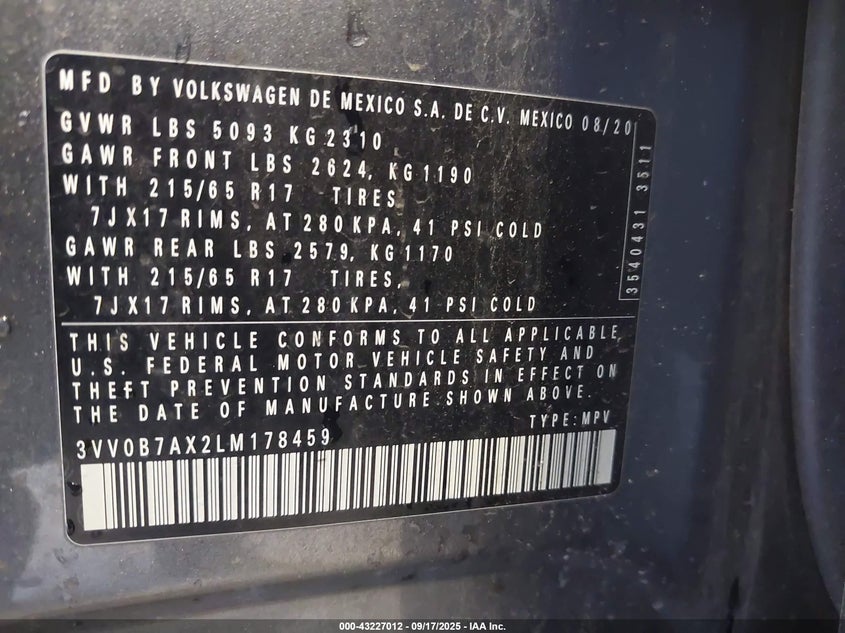 MFD BY VOLKSWAGEN DE MEXICO S.A. DE C.V. MEXICO 08/20
GVWR LBS 5093 KG 2310
GAWR FRONT LBS 2624, KG 1190
WITH 215/65 R17 TIRES
7JX17 RIMS, AT 280 KPA, 41 PSI COLD
GAWR REAR LBS 2579, KG 1170
WITH 215/65 R17 TIRES,
7JX17 RIMS, AT 280 KPA, 41 PSI COLD
3540431 3511
THIS VEHICLE CONFORMS TO ALL APPLICABLE
U.S. FEDERAL MOTOR VEHICLE SAFETY AND
THEFT PREVENTION STANDARDS IN EFFECT ON
THE DATE OF MANUFACTURE SHOWN ABOVE.
TYPE: MPV
3VV0B7AX2LM178459
000-43227012 - 09/17/2025 - IAA Inc.